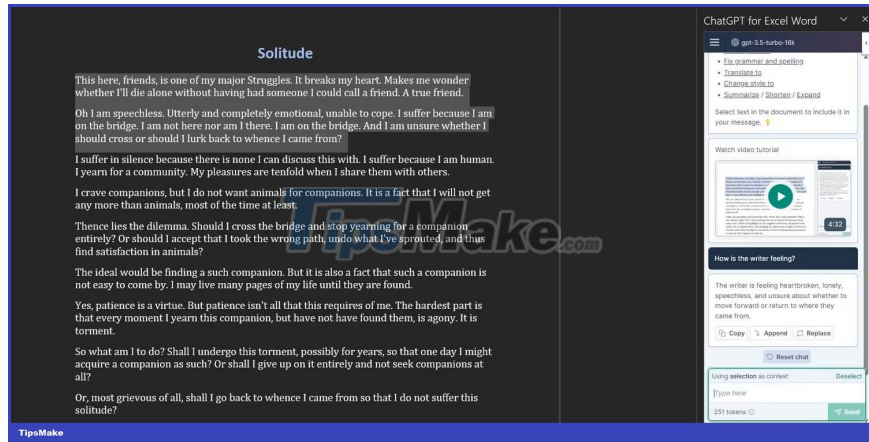 ChatGPT for Excel Word
gpt-3.5-turbo-16k
Solitude
This here, friends, is one of my major Struggles. It breaks my heart. Makes me wonder
whether I'll die alone without having had someone I could call a friend. A true friend.
Oh I am speechless. Utterly and completely emotional, unable to cope. I suffer because I am
on the bridge. I am not here nor am I there. I am on the bridge. And I am unsure whether I
should cross or should I lurk back to whence I came from?
I suffer in silence because there is none I can discuss this with. I suffer because I am human.
I yearn for a community. My pleasures are tenfold when I share them with others.
I crave companions, but I do not want animals for companions. It is a fact that I will not get
any more than animals, most of the time at least.
Thence lies the dilemma. Should I cross the bridge and stop yearning for a companion
entirely? Or should I accept that I took the wrong path, undo what I've sprouted, and thus
find satisfaction in animals?
The ideal would be finding a such companion. But it is also a fact that such a companion is
not easy to come by. I may live many pages of my life until they are found.
Yes, patience is a virtue. But patience isn't all that this requires of me. The hardest part is
that every moment I yearn this companion, but have not have found them, is agony. It is
torment.
So what am I to do? Shall I undergo this torment, possibly for years, so that one day I might
acquire a companion as such? Or shall I give up on it entirely and not seek companions at
all?
Or, most grievous of all, shall I go back to whence I came from so that I do not suffer this
solitude?
• Fix grammar and spelling
• Translate to
• Change style to
• Summarize / Shorten / Expand
Select text in the document to include it in
your message. 💡
Watch video tutorial
4:32
How is the writer feeling?
The writer is feeling heartbroken, lonely,
speechless, and unsure about whether to
move forward or return to where they
came from.
Copy Append Replace
Reset chat
Using selection as context Deselect
Type here
251 tokens Send
TipsMake.com
TipsMake